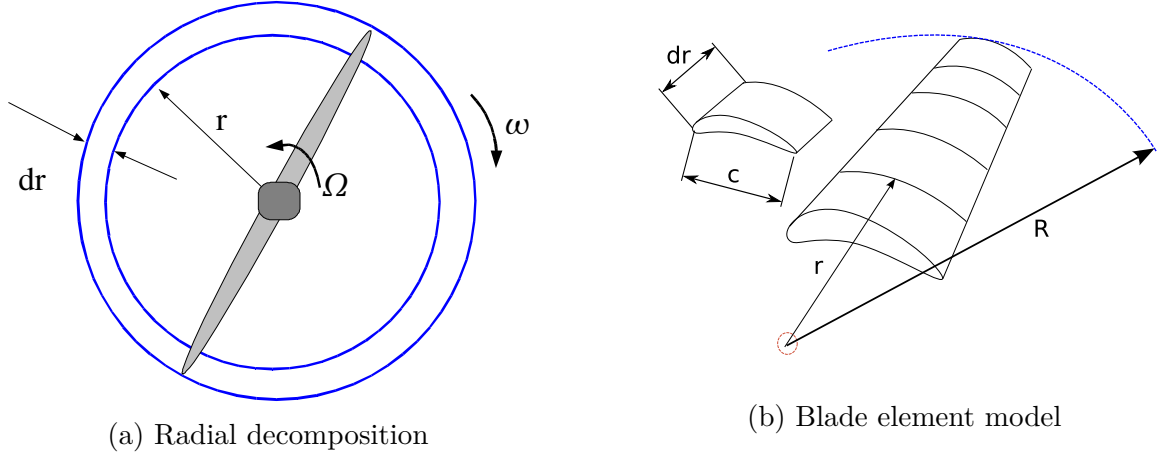 r
ω
dr
Ω
(a) Radial decomposition
dr
c
r
R
(b) Blade element model